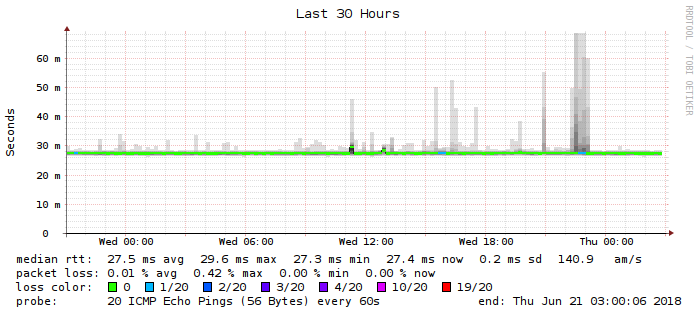 Last 30 Hours
RRDTOOL / TOBI OETIKER
Seconds
60 m
50 m
40 m
30 m
20 m
10 m
0
Wed 00:00 Wed 06:00 Wed 12:00 Wed 18:00 Thu 00:00
median rtt: 27.5 ms avg 29.6 ms max 27.3 ms min 27.4 ms now 0.2 ms sd 140.9 am/s
packet loss: 0.01 % avg 0.42 % max 0.00 % min 0.00 % now
loss color: 0 1/20 2/20 3/20 4/20 10/20 19/20
probe: 20 ICMP Echo Pings (56 Bytes) every 60s end: Thu Jun 21 03:00:06 2018